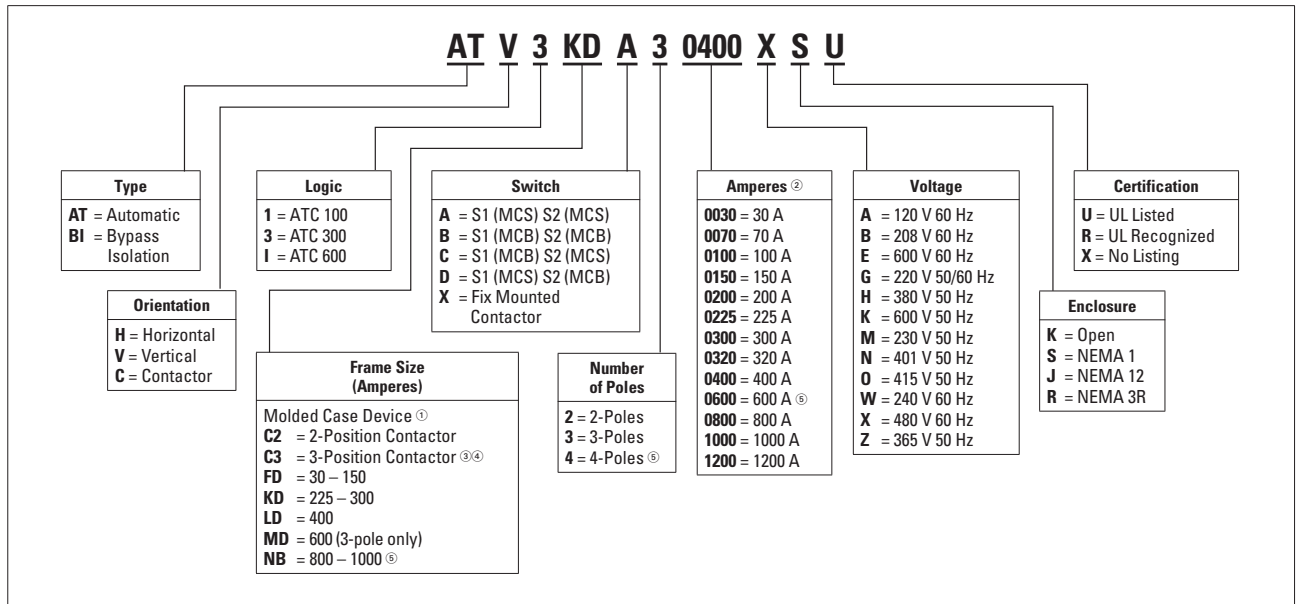 AT V 3 KD A 3 0400 X S U
Type
AT = Automatic
BI = Bypass
Isolation
Orientation
H = Horizontal
V = Vertical
C = Contactor
Logic
1 = ATC 100
3 = ATC 300
I = ATC 600
Frame Size
(Amperes)
Molded Case Device ①
C2 = 2-Position Contactor
C3 = 3-Position Contactor ③④
FD = 30 – 150
KD = 225 – 300
LD = 400
MD = 600 (3-pole only)
NB = 800 – 1000 ⑤
Switch
A = S1 (MCS) S2 (MCS)
B = S1 (MCB) S2 (MCB)
C = S1 (MCB) S2 (MCS)
D = S1 (MCS) S2 (MCB)
X = Fix Mounted
Contactor
Number
of Poles
2 = 2-Poles
3 = 3-Poles
4 = 4-Poles ⑤
Amperes ②
0030 = 30 A
0070 = 70 A
0100 = 100 A
0150 = 150 A
0200 = 200 A
0225 = 225 A
0300 = 300 A
0320 = 320 A
0400 = 400 A
0600 = 600 A ⑤
0800 = 800 A
1000 = 1000 A
1200 = 1200 A
Voltage
A = 120 V 60 Hz
B = 208 V 60 Hz
E = 600 V 60 Hz
G = 220 V 50/60 Hz
H = 380 V 50 Hz
K = 600 V 50 Hz
M = 230 V 50 Hz
N = 401 V 50 Hz
O = 415 V 50 Hz
W = 240 V 60 Hz
X = 480 V 60 Hz
Z = 365 V 50 Hz
Certification
U = UL Listed
R = UL Recognized
X = No Listing
Enclosure
K = Open
S = NEMA 1
J = NEMA 12
R = NEMA 3R